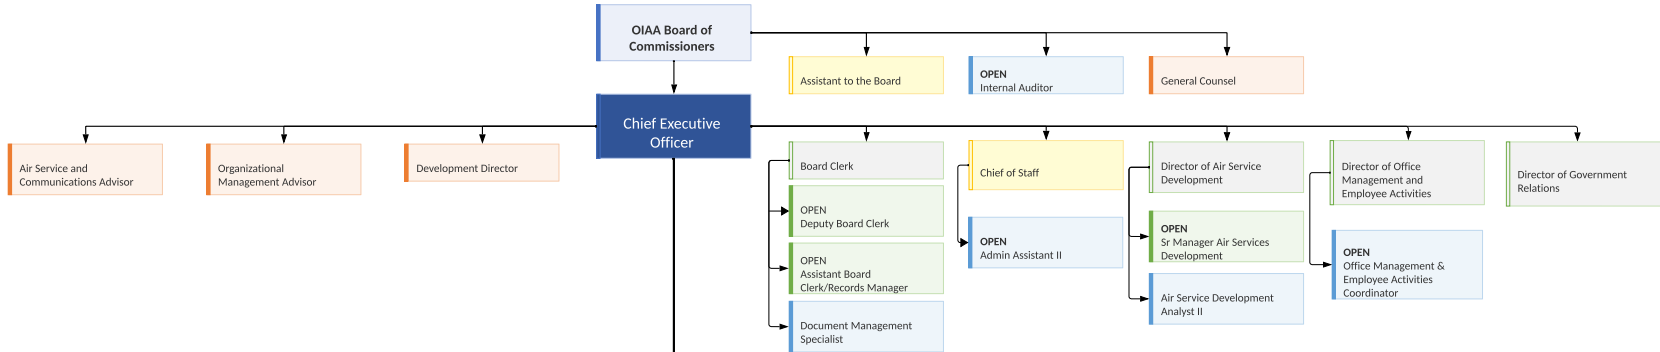 OIAA Board of
Commissioners
Assistant to the Board
OPEN
Internal Auditor
General Counsel
Chief Executive
Officer
Air Service and
Communications Advisor
Organizational
Management Advisor
Development Director
Board Clerk
OPEN
Deputy Board Clerk
OPEN
Assistant Board
Clerk/Records Manager
Document Management
Specialist
Chief of Staff
OPEN
Admin Assistant II
Director of Air Service
Development
OPEN
Sr Manager Air Services
Development
Air Service Development
Analyst II
Director of Office
Management and
Employee Activities
OPEN
Office Management &
Employee Activities
Coordinator
Director of Government
Relations